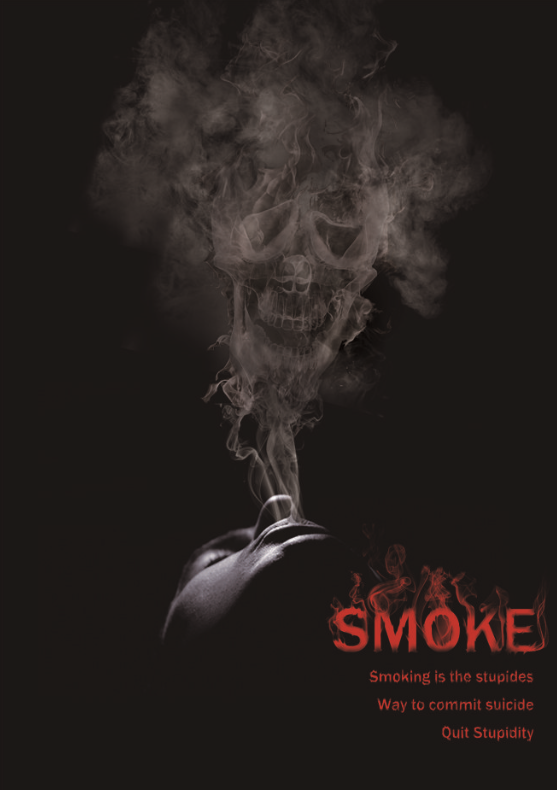 SMOKE
Smoking is the stupides
Way to commit suicide
Quit Stupidity